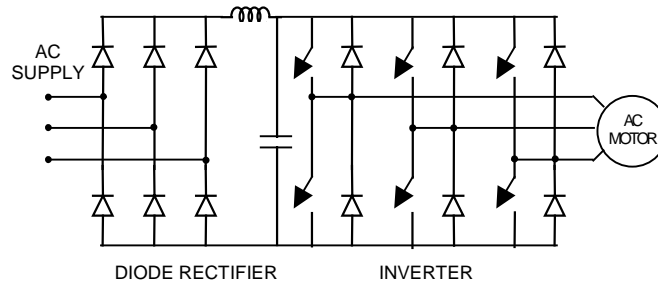 AC
SUPPLY
AC
MOTOR
DIODE RECTIFIER
INVERTER